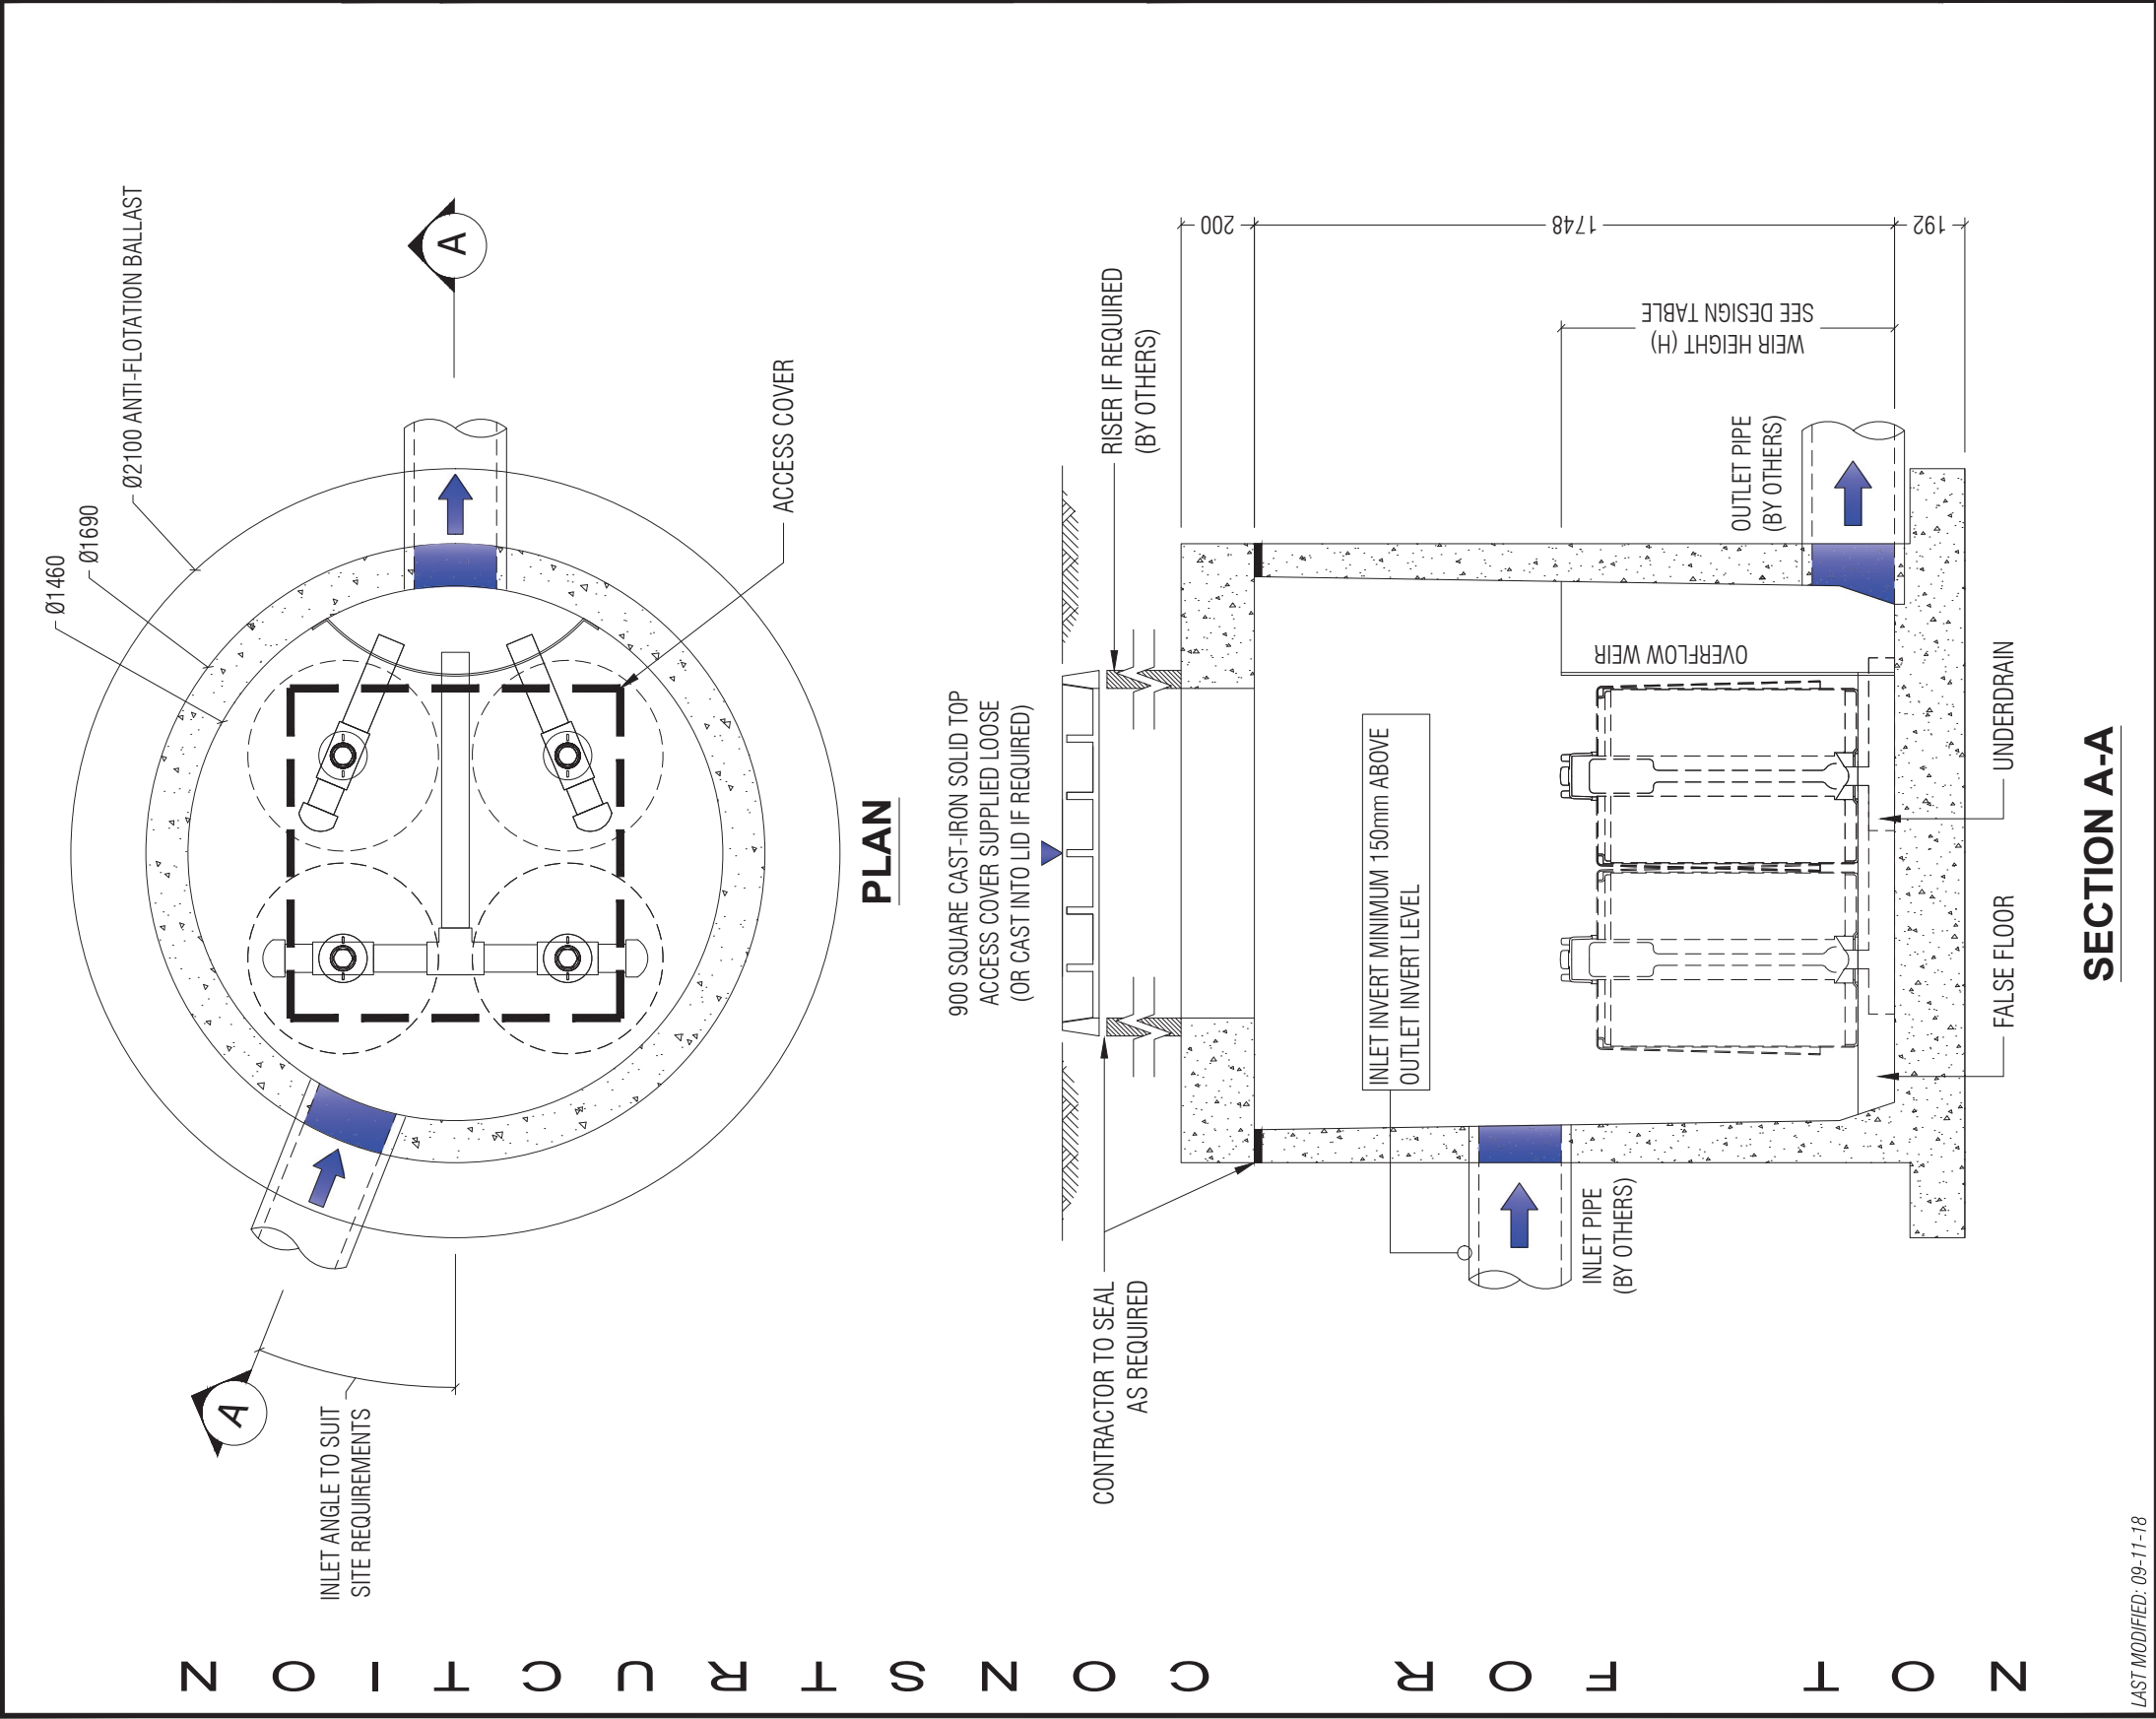 Ø1460
Ø1690
Ø2100 ANTI-FLOTATION BALLAST
A
ACCESS COVER
A
INLET ANGLE TO SUIT
SITE REQUIREMENTS
PLAN
900 SQUARE CAST-IRON SOLID TOP
ACCESS COVER SUPPLIED LOOSE
(OR CAST INTO LID IF REQUIRED)
RISER IF REQUIRED
(BY OTHERS)
CONTRACTOR TO SEAL
AS REQUIRED
200
1748
192
INLET INVERT MINIMUM 150mm ABOVE
OUTLET INVERT LEVEL
WEIR HEIGHT (H)
SEE DESIGN TABLE
OVERFLOW WEIR
INLET PIPE
(BY OTHERS)
OUTLET PIPE
(BY OTHERS)
FALSE FLOOR
UNDERDRAIN
SECTION A-A
NOT FOR CONSTRUCTION
LAST MODIFIED: 09-11-18